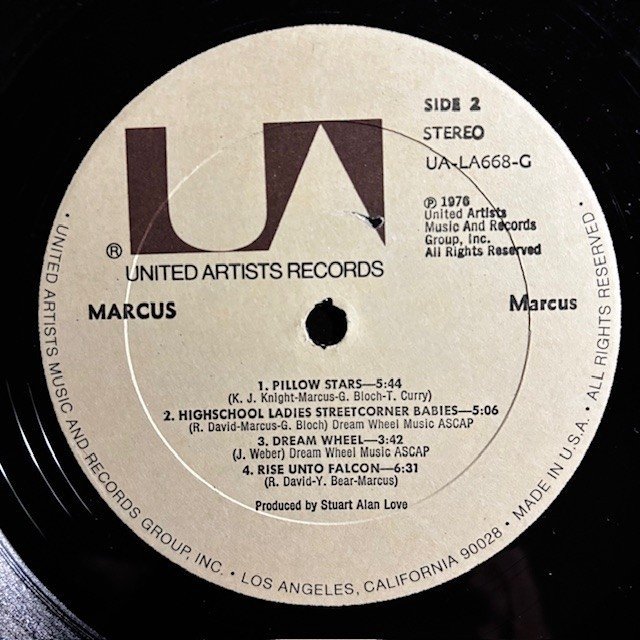 UA
®
UNITED ARTISTS RECORDS
SIDE 2
STEREO
UA-LA668-G
℗ 1976
United Artists
Music And Records
Group, Inc.
All Rights Reserved
MARCUS
Marcus
1. PILLOW STARS—5:44
(K. J. Knight-Marcus-G. Bloch-T. Curry)
2. HIGHSCHOOL LADIES STREETCORNER BABIES—5:06
(R. David-Marcus-G. Bloch) Dream Wheel Music ASCAP
3. DREAM WHEEL—3:42
(J. Weber) Dream Wheel Music ASCAP
4. RISE UNTO FALCON—6:31
(R. David-Y. Bear-Marcus)
Produced by Stuart Alan Love
• UNITED ARTISTS MUSIC AND RECORDS GROUP, INC. • LOS ANGELES, CALIFORNIA 90028 • MADE IN U.S.A. • ALL RIGHTS RESERVED •